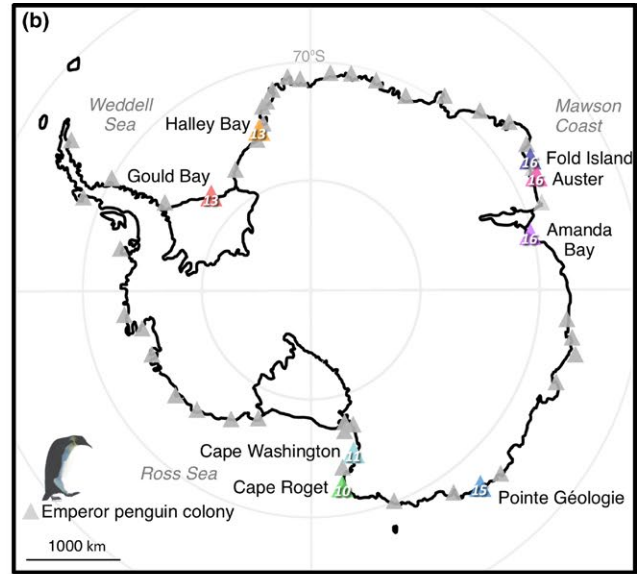 (b)
70°S
Weddell
Sea
Mawson
Coast
Halley Bay
13
Fold Island
16
Gould Bay
13
Auster
16
Amanda
Bay
16
Cape Washington
11
Ross Sea
Cape Roget
10
15
Pointe Géologie
Emperor penguin colony
1000 km